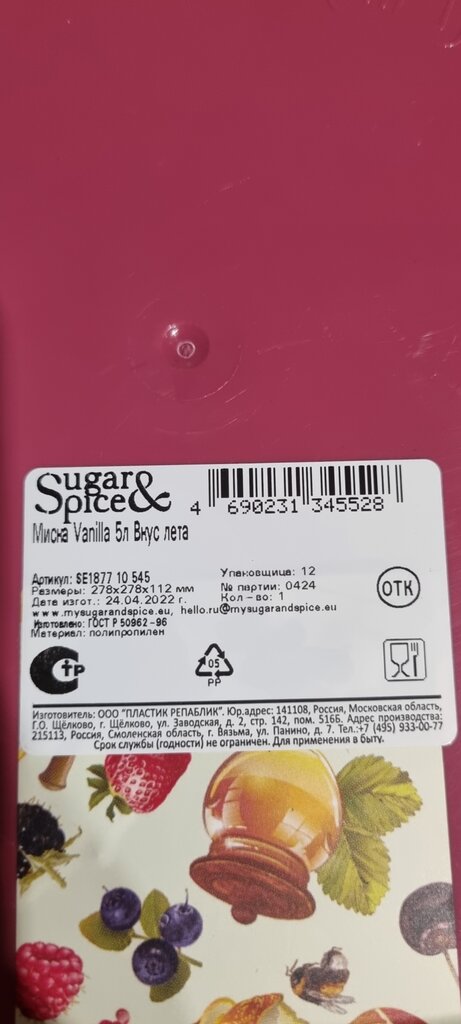 Sugar&
Spice
4 690231 345528
Миска Vanilla 5л Вкус лета
Артикул: SE1877 10 545
Размеры: 278x278x112 мм
Дата изгот.: 24.04.2022 г.
Упаковщица: 12
№ партии: 0424
Кол - во: 1
www.mysugarandspice.eu, hello.ru@mysugarandspice.eu
Изготовлено: ГОСТ Р 50962 -96
Материал: полипропилен
ОТК
СтР
05
PP
Изготовитель: ООО "ПЛАСТИК РЕПАБЛИК". Юр.адрес: 141108, Россия, Московская область,
Г.О. Щёлково, г. Щёлково, ул. Заводская, д. 2, стр. 142, пом. 516Б. Адрес производства:
215113, Россия, Смоленская область, г. Вязьма, ул. Панино, д. 7. Тел.:+7 (495) 933-00-77
Срок службы (годности) не ограничен. Для применения в быту.